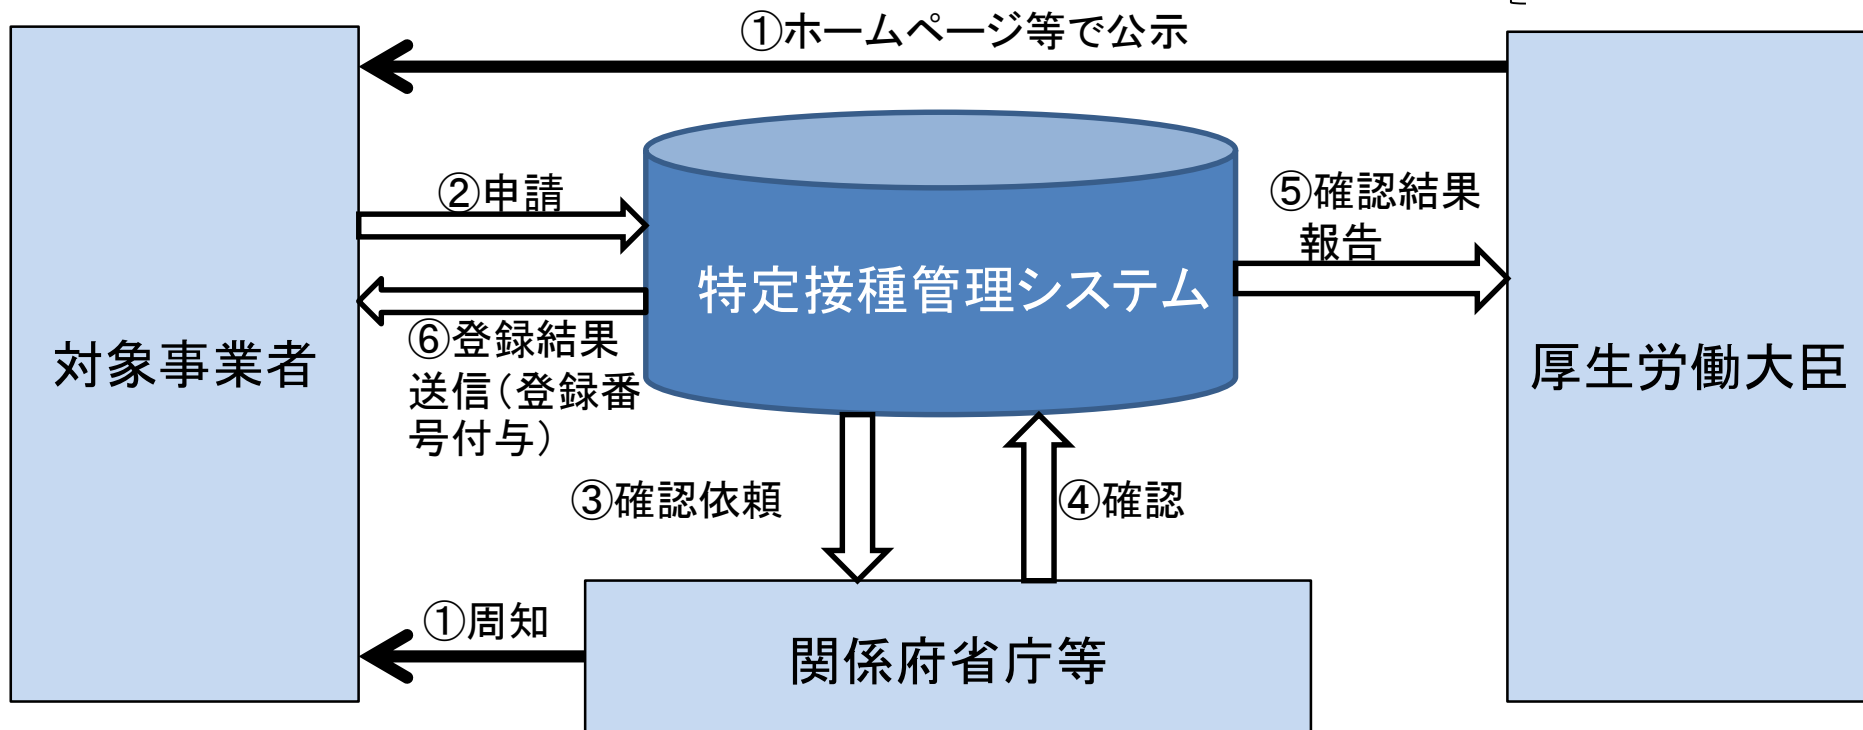 ①ホームページ等で公示
②申請
⑤確認結果
報告
特定接種管理システム
⑥登録結果
送信(登録番
号付与)
対象事業者
厚生労働大臣
③確認依頼
④確認
①周知
関係府省庁等